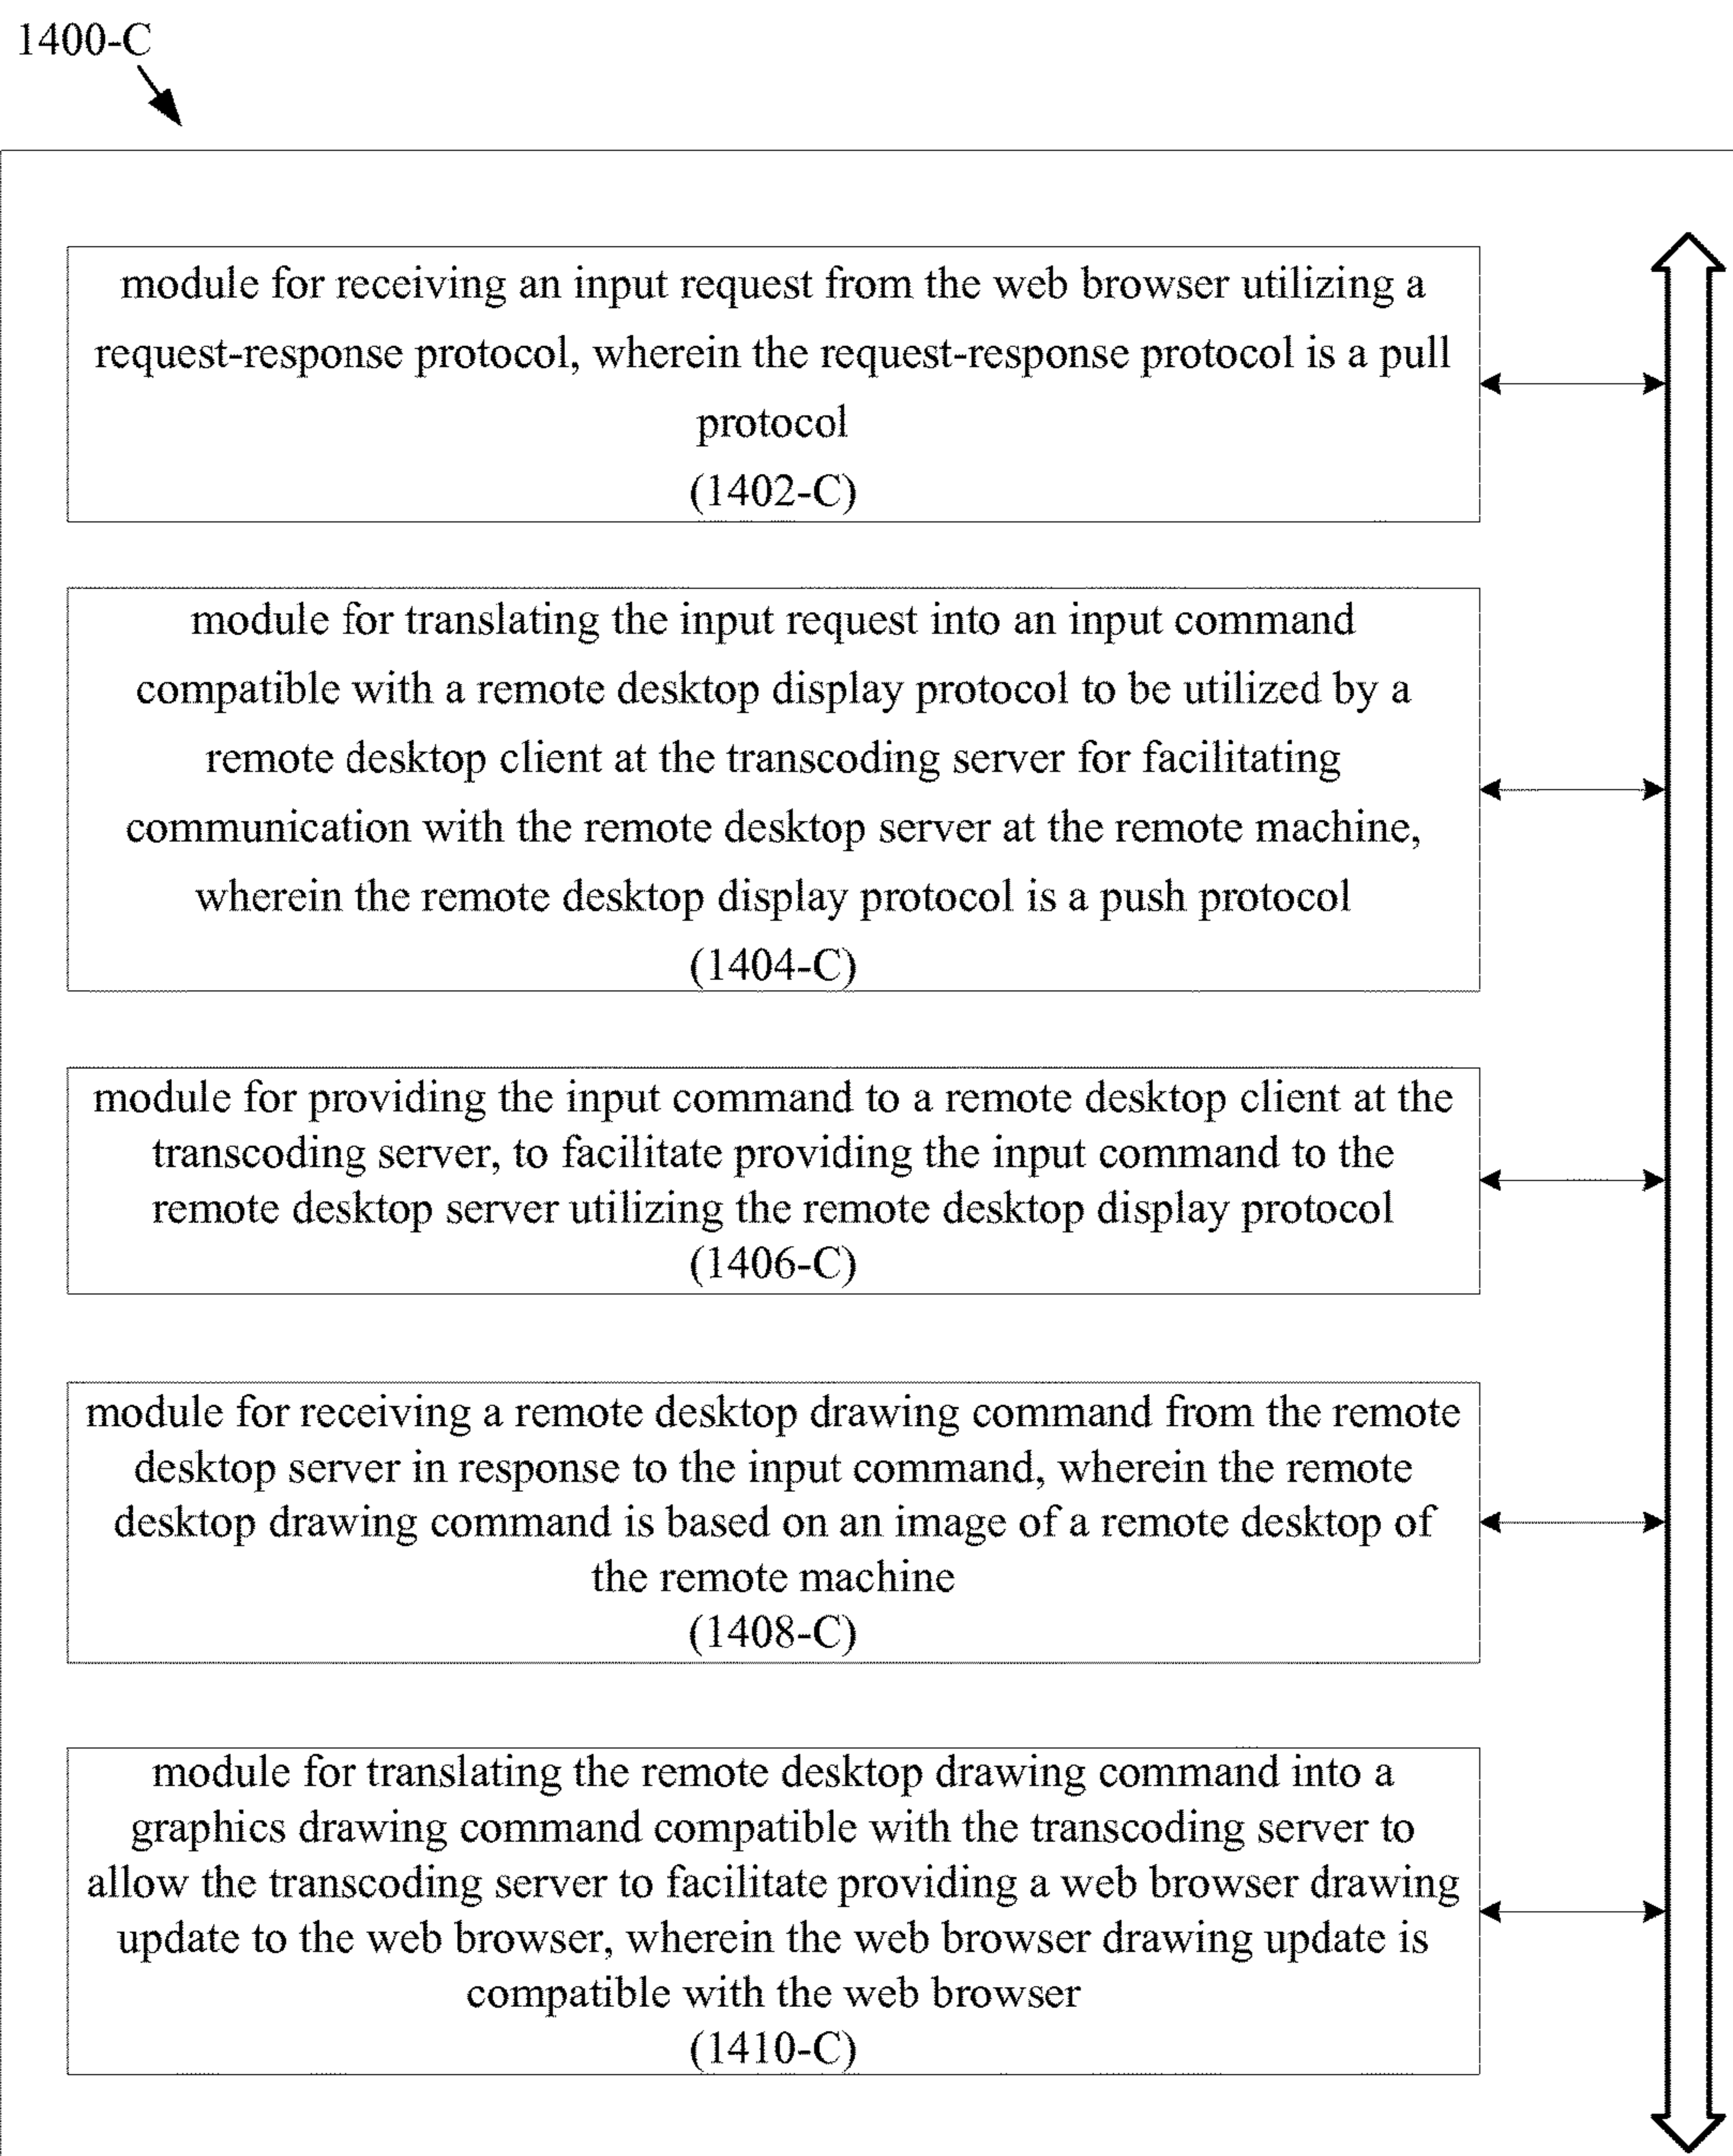 1400-C
module for receiving an input request from the web browser utilizing a
request-response protocol, wherein the request-response protocol is a pull
protocol
(1402-C)
module for translating the input request into an input command
compatible with a remote desktop display protocol to be utilized by a
remote desktop client at the transcoding server for facilitating
communication with the remote desktop server at the remote machine,
wherein the remote desktop display protocol is a push protocol
(1404-C)
module for providing the input command to a remote desktop client at the
transcoding server, to facilitate providing the input command to the
remote desktop server utilizing the remote desktop display protocol
(1406-C)
module for receiving a remote desktop drawing command from the remote
desktop server in response to the input command, wherein the remote
desktop drawing command is based on an image of a remote desktop of
the remote machine
(1408-C)
module for translating the remote desktop drawing command into a
graphics drawing command compatible with the transcoding server to
allow the transcoding server to facilitate providing a web browser drawing
update to the web browser, wherein the web browser drawing update is
compatible with the web browser
(1410-C)